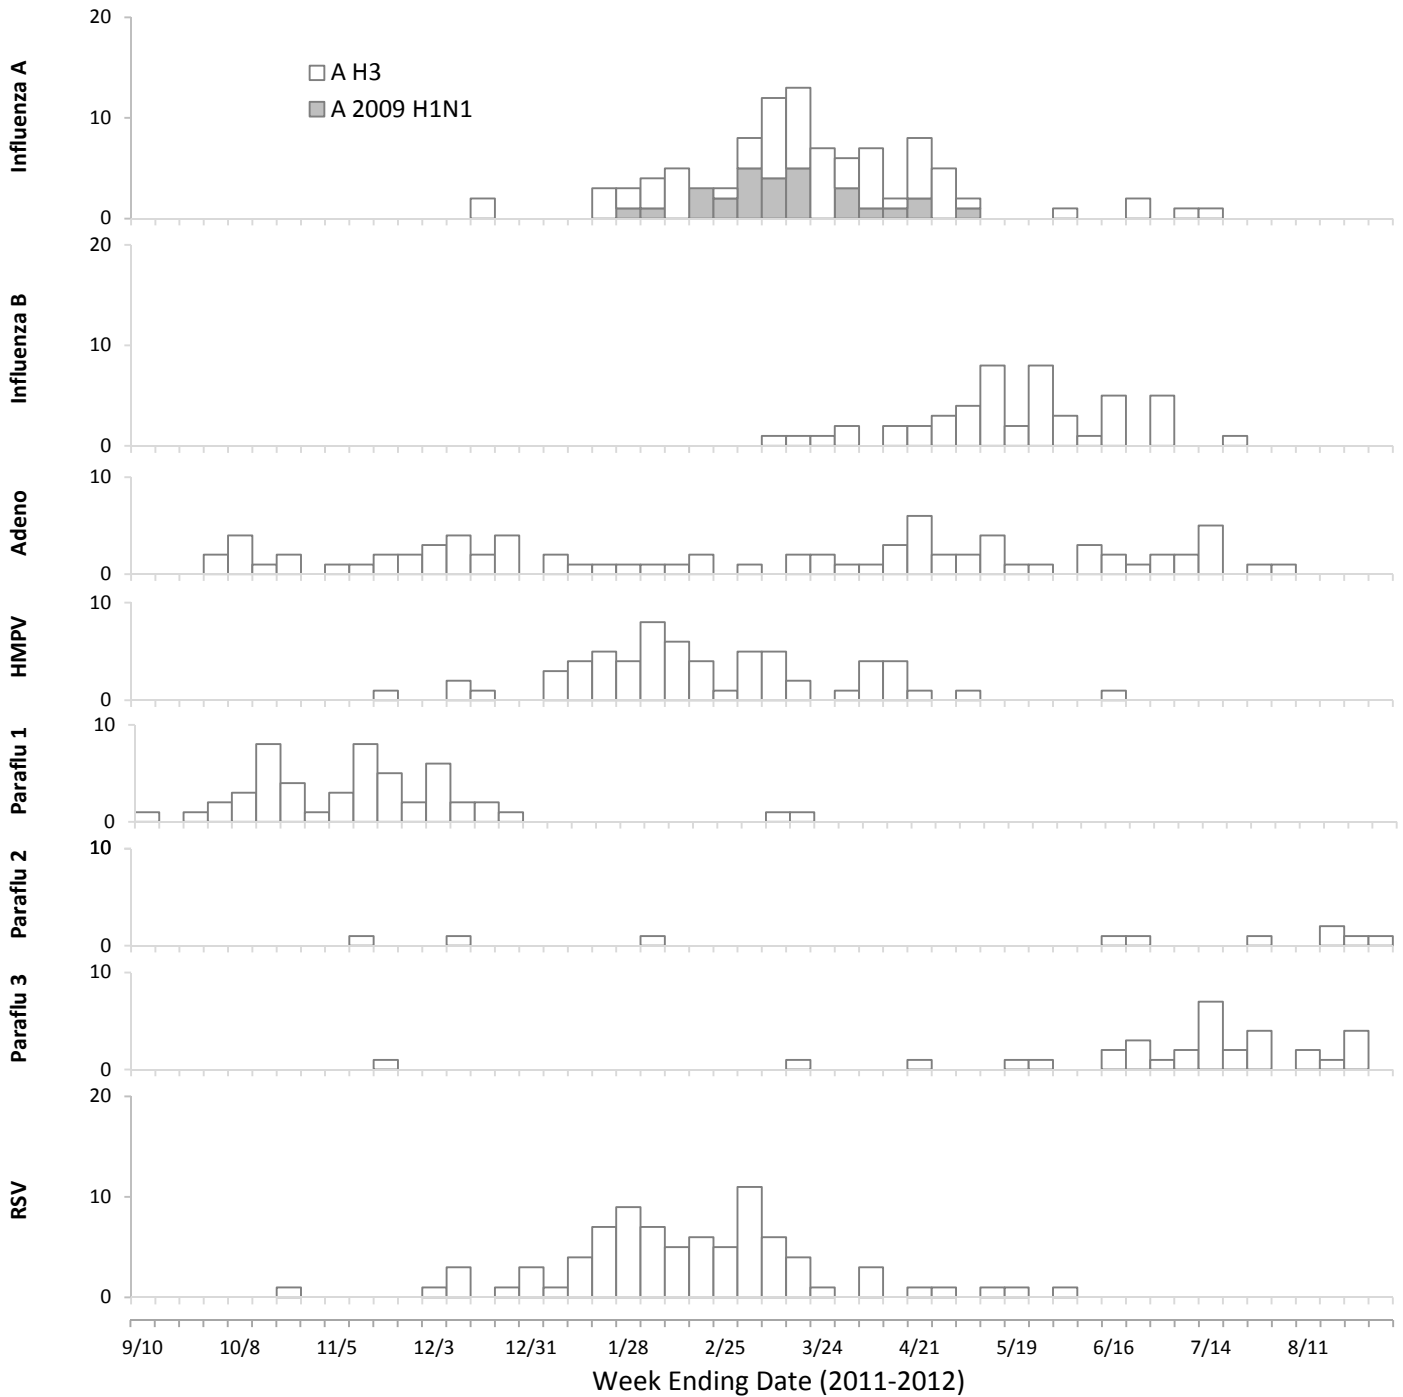 Influenza A
20
10
0
A H3
A 2009 H1N1
Influenza B
20
10
0
Adeno
10
0
HMPV
10
0
Paraflu 1
10
0
Paraflu 2
10
0
Paraflu 3
10
0
RSV
20
10
0
9/10 10/8 11/5 12/3 12/31 1/28 2/25 3/24 4/21 5/19 6/16 7/14 8/11
Week Ending Date (2011-2012)